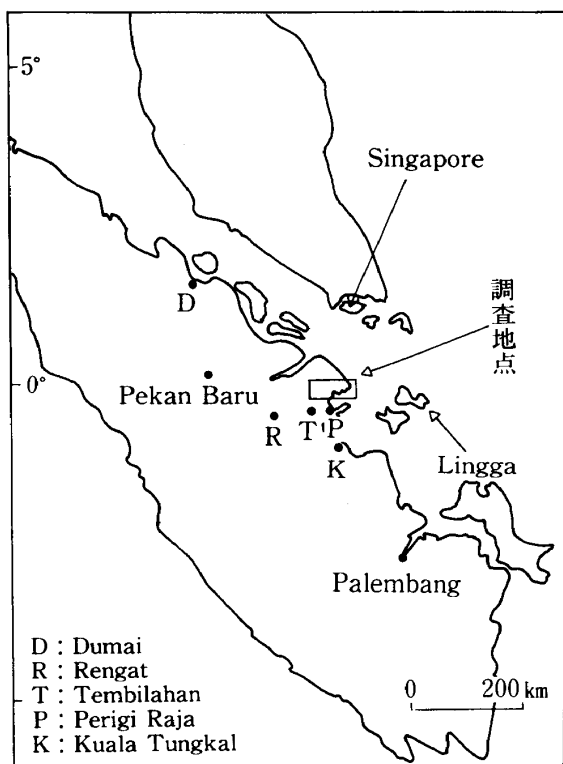 5°
Singapore
調査地点
D
0°
Pekan Baru
R
T
P
K
Lingga
Palembang
D : Dumai
R : Rengat
T : Tembilahan
P : Perigi Raja
K : Kuala Tungkal
0 200 km